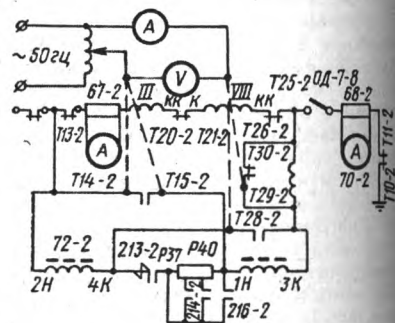 A
~50гц
V
III
VIII
67-2
КК К
КК
Т25-2
ОД-7-8
68-2
Т13-2
Т20-2
Т21-2
Т26-2
Т11-2
А
Т30-2
А
Т10-2
Т14-2
Т15-2
Т29-2
70-2
Т28-2
72-2
213-2
Р37
Р40
2Н
4К
214-2
1Н
3К
216-2